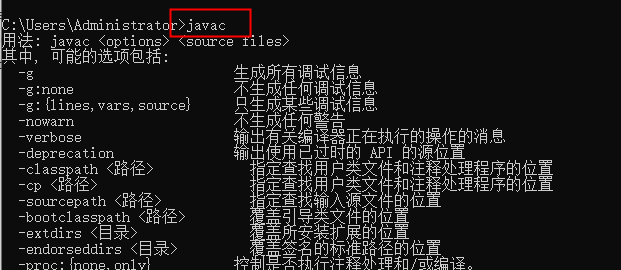 C:\Users\Administrator>javac
用法: javac <options> <source files>
其中, 可能的选项包括:
-g 生成所有调试信息
-g:none 不生成任何调试信息
-g:{lines,vars,source} 只生成某些调试信息
-nowarn 不生成任何警告
-verbose 输出有关编译器正在执行的操作的消息
-deprecation 输出使用已过时的 API 的源位置
-classpath <路径> 指定查找用户类文件和注释处理程序的位置
-cp <路径> 指定查找用户类文件和注释处理程序的位置
-sourcepath <路径> 指定查找输入源文件的位置
-bootclasspath <路径> 覆盖引导类文件的位置
-extdirs <目录> 覆盖所安装扩展的位置
-endorseddirs <目录> 覆盖签名的标准路径的位置
-proc:{none,only} 控制是否执行注释处理和/或编译。